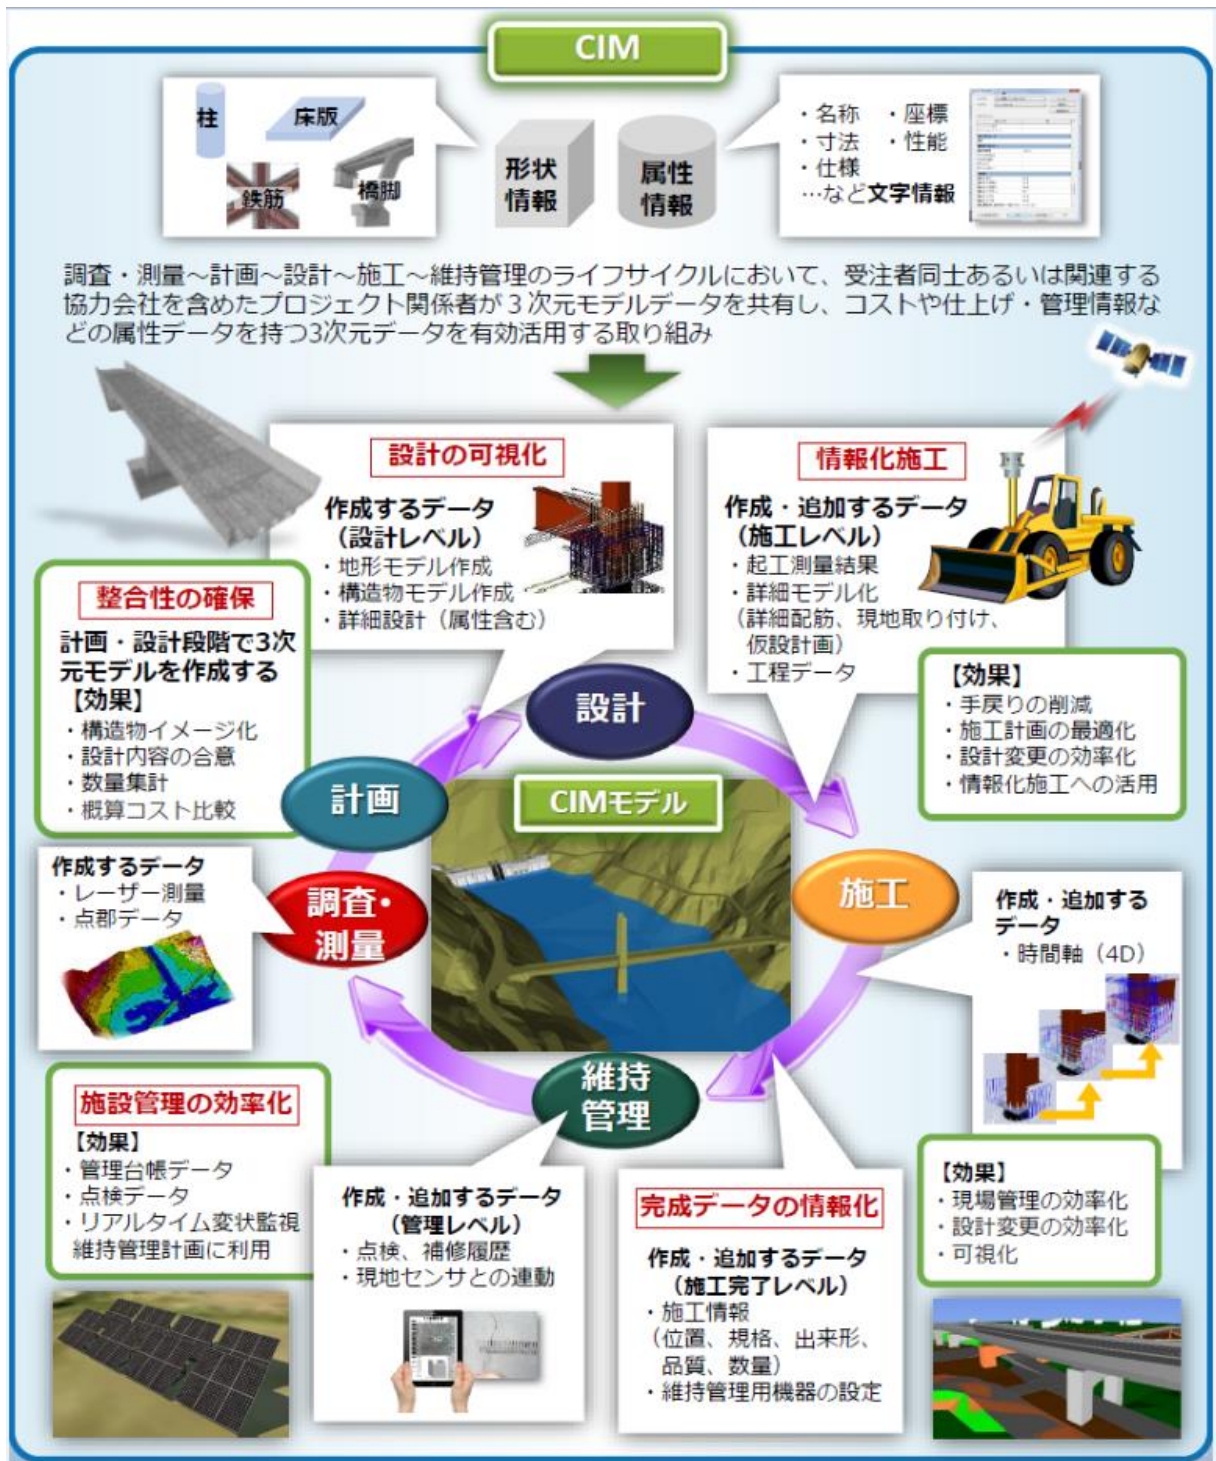 CIM
柱
床版
鉄筋
橋脚
形状
情報
属性
情報
・名称 ・座標
・寸法 ・性能
・仕様
…など文字情報
調査・測量～計画～設計～施工～維持管理のライフサイクルにおいて、受注者同士あるいは関連する
協力会社を含めたプロジェクト関係者が３次元モデルデータを共有し、コストや仕上げ・管理情報な
どの属性データを持つ3次元データを有効活用する取り組み
設計の可視化
作成するデータ
（設計レベル）
・地形モデル作成
・構造物モデル作成
・詳細設計（属性含む）
情報化施工
作成・追加するデータ
（施工レベル）
・起工測量結果
・詳細モデル化
（詳細配筋、現地取り付け、
仮設計画）
・工程データ
整合性の確保
計画・設計段階で3次
元モデルを作成する
【効果】
・構造物イメージ化
・設計内容の合意
・数量集計
・概算コスト比較
【効果】
・手戻りの削減
・施工計画の最適化
・設計変更の効率化
・情報化施工への活用
設計
計画
CIMモデル
施工
調査・
測量
維持
管理
作成するデータ
・レーザー測量
・点郡データ
作成・追加する
データ
・時間軸（4D）
施設管理の効率化
【効果】
・管理台帳データ
・点検データ
・リアルタイム変状監視
維持管理計画に利用
作成・追加するデータ
（管理レベル）
・点検、補修履歴
・現地センサとの連動
完成データの情報化
作成・追加するデータ
（施工完了レベル）
・施工情報
（位置、規格、出来形、
品質、数量）
・維持管理用機器の設定
【効果】
・現場管理の効率化
・設計変更の効率化
・可視化